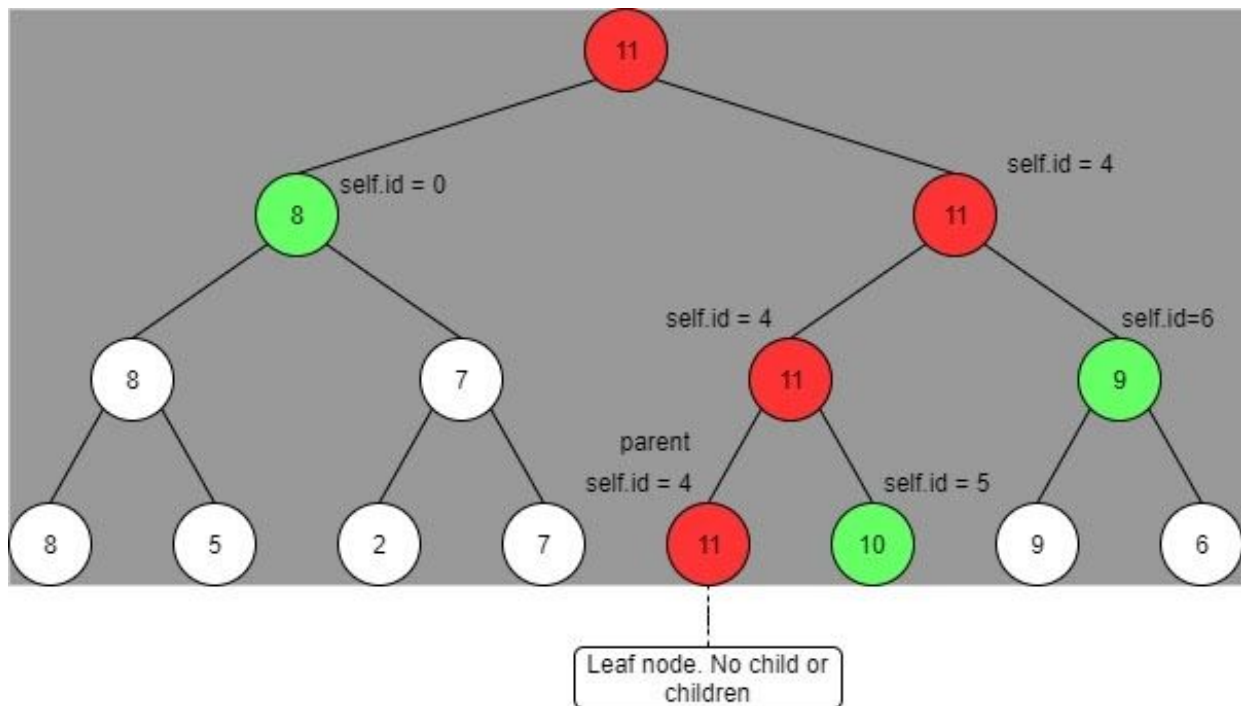 11
self.id = 4
self.id = 0
8
11
self.id = 4
self.id=6
8
7
11
9
parent
self.id = 4
self.id = 5
8
5
2
7
11
10
9
6
Leaf node. No child or
children